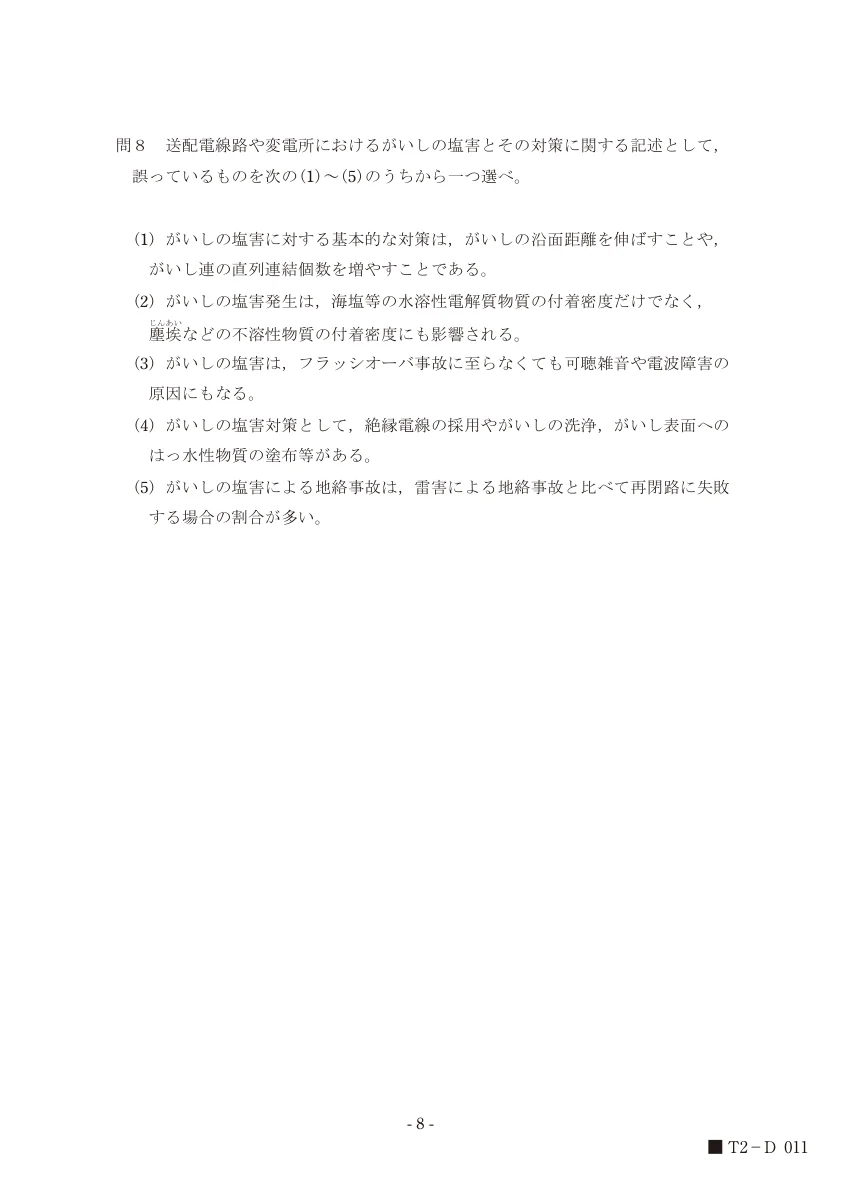 問8 送配電線路や変電所におけるがいしの塩害とその対策に関する記述として,
誤っているものを次の(1)～(5)のうちから一つ選べ。
(1) がいしの塩害に対する基本的な対策は,がいしの沿面距離を伸ばすことや,
がいし連の直列連結個数を増やすことである。
(2) がいしの塩害発生は,海塩等の水溶性電解質物質の付着密度だけでなく,
じんあい
塵埃などの不溶性物質の付着密度にも影響される。
(3) がいしの塩害は,フラッシオーバ事故に至らなくても可聴雑音や電波障害の
原因にもなる。
(4) がいしの塩害対策として,絶縁電線の採用やがいしの洗浄,がいし表面への
はっ水性物質の塗布等がある。
(5) がいしの塩害による地絡事故は,雷害による地絡事故と比べて再閉路に失敗
する場合の割合が多い。
- 8 -
■ T2－D 011